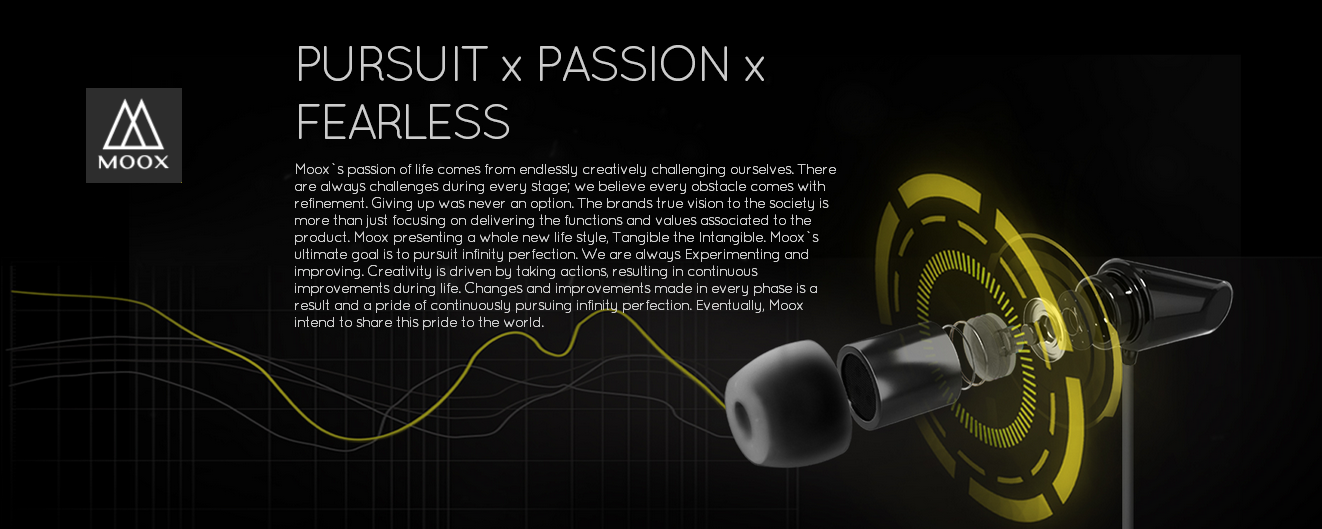 PURSUIT x PASSION x
FEARLESS
MOOX
Moox`s passion of life comes from endlessly creatively challenging ourselves. There
are always challenges during every stage; we believe every obstacle comes with
refinement. Giving up was never an option. The brands true vision to the society is
more than just focusing on delivering the functions and values associated to the
product. Moox presenting a whole new life style, Tangible the Intangible. Moox`s
ultimate goal is to pursuit infinity perfection. We are always Experimenting and
improving. Creativity is driven by taking actions, resulting in continuous
improvements during life. Changes and improvements made in every phase is a
result and a pride of continuously pursuing infinity perfection. Eventually, Moox
intend to share this pride to the world.